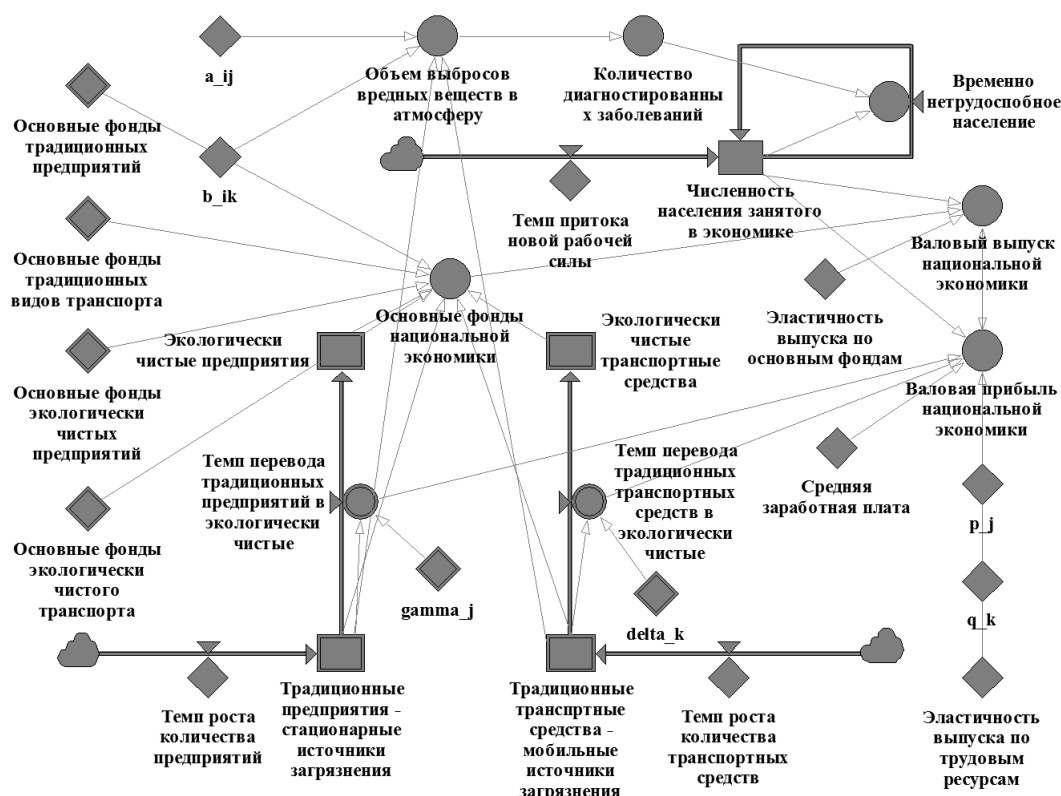 a_ij
Объем выбросов
вредных веществ в
атмосферу
Количество
диагностированны
х заболеваний
Временно
нетрудоспобное
население
Основные фонды
традиционных
предприятий
b_ik
Темп притока
новой рабочей
силы
Численность
населения занятого
в экономике
Валовый выпуск
национальной
экономики
Основные фонды
традиционных
видов транспорта
Экологически
чистые предприятия
Основные фонды
национальной
экономики
Экологически
чистые
транспортные
средства
Эластичность
выпуска по
основным фондам
Валовая прибыль
национальной
экономики
Основные фонды
экологически
чистых
предприятий
Темп перевода
традиционных
предприятий в
экологически
чистые
Темп перевода
традиционных
транспортных
средств в
экологически
чистые
Средняя
заработная плата
p_j
Основные фонды
экологически
чистого
транспорта
gamma_j
delta_k
q_k
Темп роста
количества
предприятий
Традиционные
предприятия -
стационарные
источники
загрязнения
Традиционные
транспртные
средства -
мобильные
источники
загрязнения
Темп роста
количества
транспортных
средств
Эластичность
выпуска по
трудовым
ресурсам